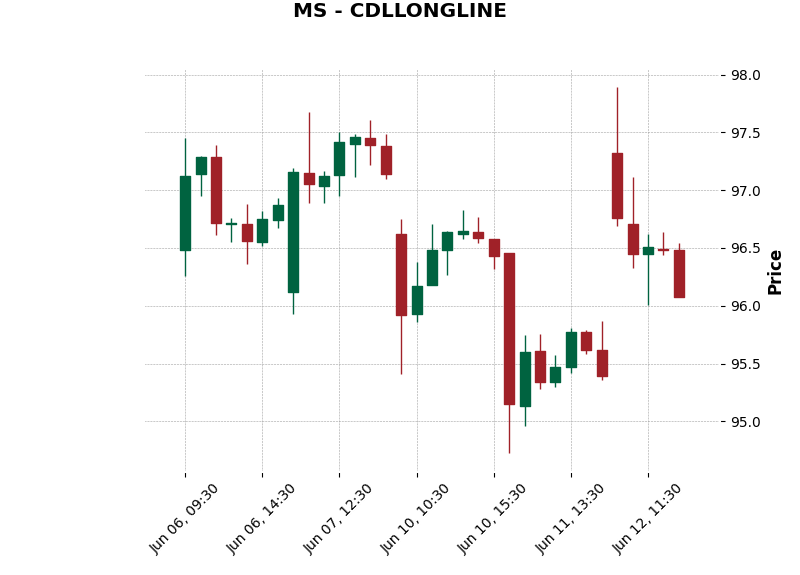 MS - CDLLONGLINE
98.0
97.5
97.0
96.5
96.0
95.5
95.0
Price
Jun 06, 09:30
Jun 06, 14:30
Jun 07, 12:30
Jun 10, 10:30
Jun 10, 15:30
Jun 11, 13:30
Jun 12, 11:30